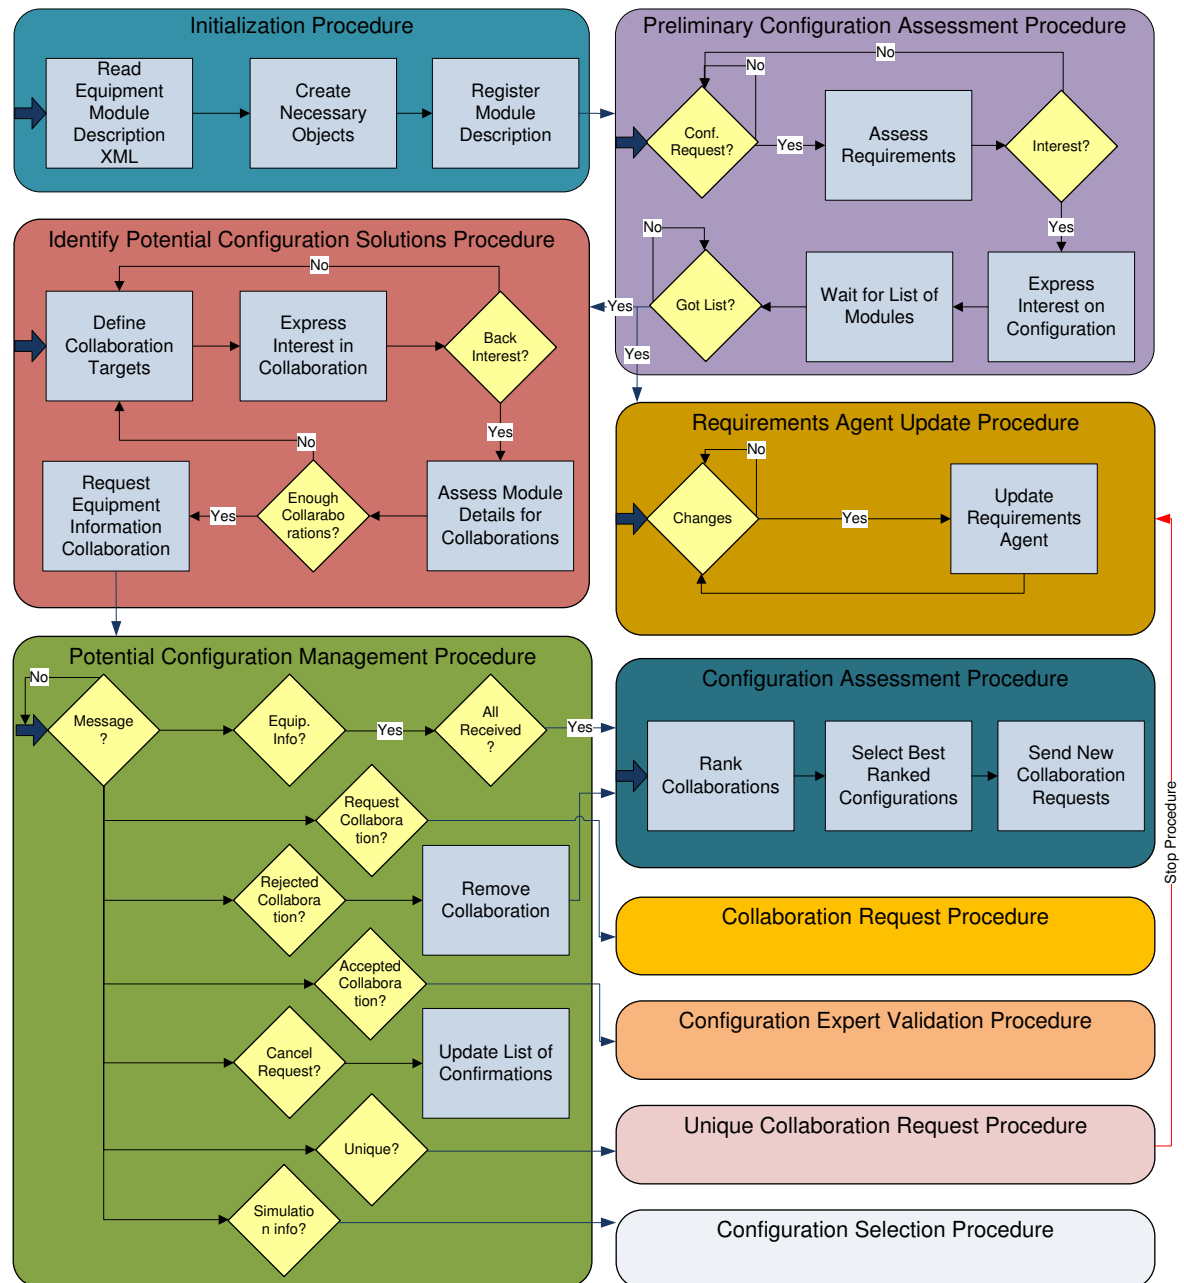 Initialization Procedure
Read
Equipment
Module
Description
XML
Create
Necessary
Objects
Register
Module
Description
Preliminary Configuration Assessment Procedure
No
No
Conf.
Request?
Yes
Assess
Requirements
Interest?
Yes
No
Got List?
Wait for List of
Modules
Express
Interest on
Configuration
Yes
Yes
Identify Potential Configuration Solutions Procedure
No
Define
Collaboration
Targets
Express
Interest in
Collaboration
Back
Interest?
Yes
No
Request
Equipment
Information
Collaboration
Yes
Enough
Collarabo
rations?
Assess Module
Details for
Collaborations
Requirements Agent Update Procedure
No
Changes
Yes
Update
Requirements
Agent
Potential Configuration Management Procedure
No
Message
?
Equip.
Info?
Yes
All
Received
?
Yes
Request
Collabora
tion?
Rejected
Collabora
tion?
Remove
Collaboration
Accepted
Collabora
tion?
Cancel
Request?
Update List of
Confirmations
Unique?
Simulatio
n info?
Configuration Assessment Procedure
Rank
Collaborations
Select Best
Ranked
Configurations
Send New
Collaboration
Requests
Stop Procedure
Collaboration Request Procedure
Configuration Expert Validation Procedure
Unique Collaboration Request Procedure
Configuration Selection Procedure